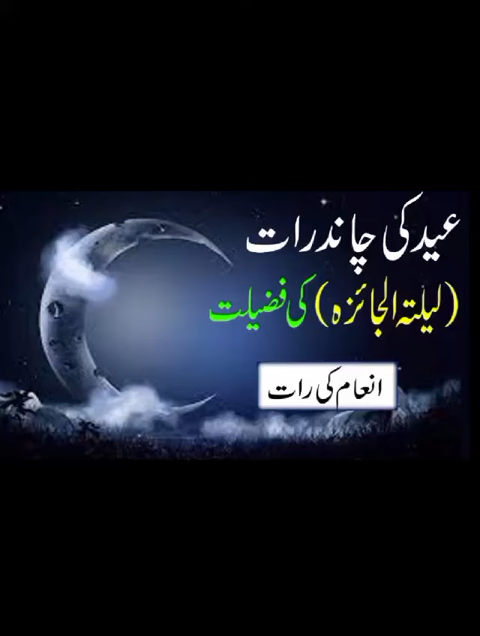 عید کی چاند رات
(لیلتہ الجائزہ) کی فضیلت
انعام کی رات